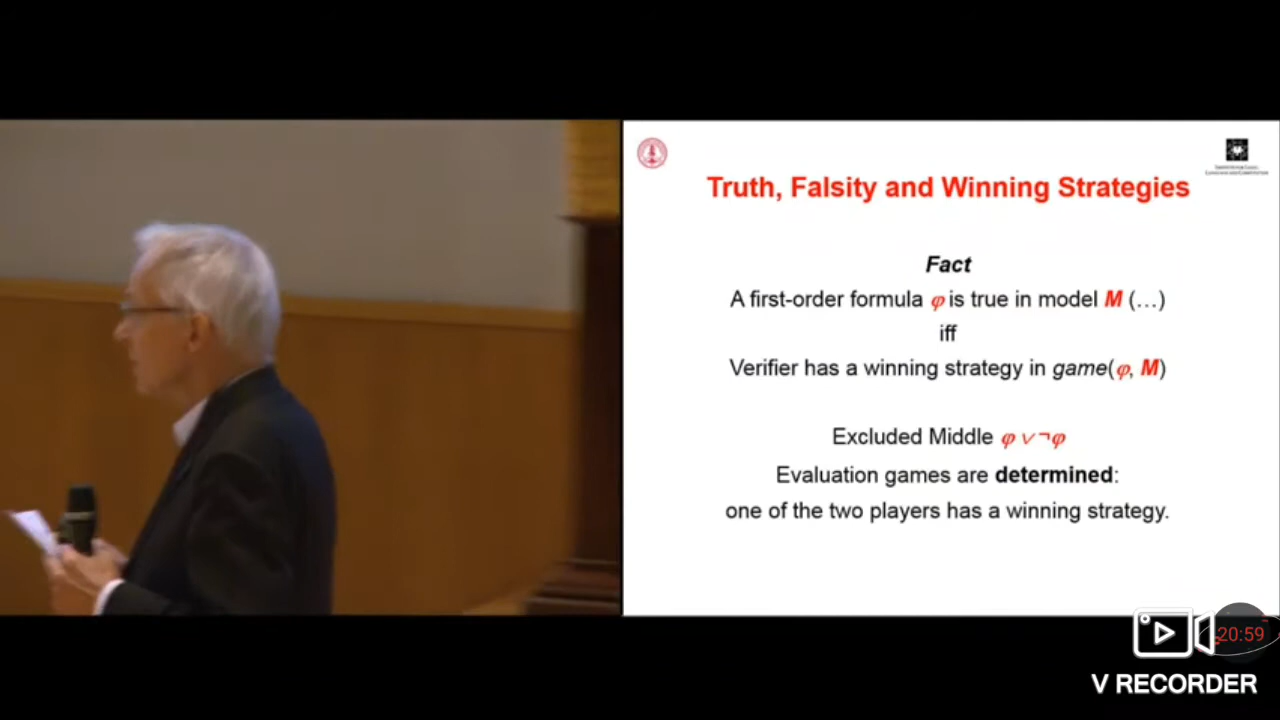 Truth, Falsity and Winning Strategies
Fact
A first-order formula φ is true in model M (…)
iff
Verifier has a winning strategy in game(φ, M)
Excluded Middle φ ∨ ¬φ
Evaluation games are determined:
one of the two players has a winning strategy.
20:59
V RECORDER